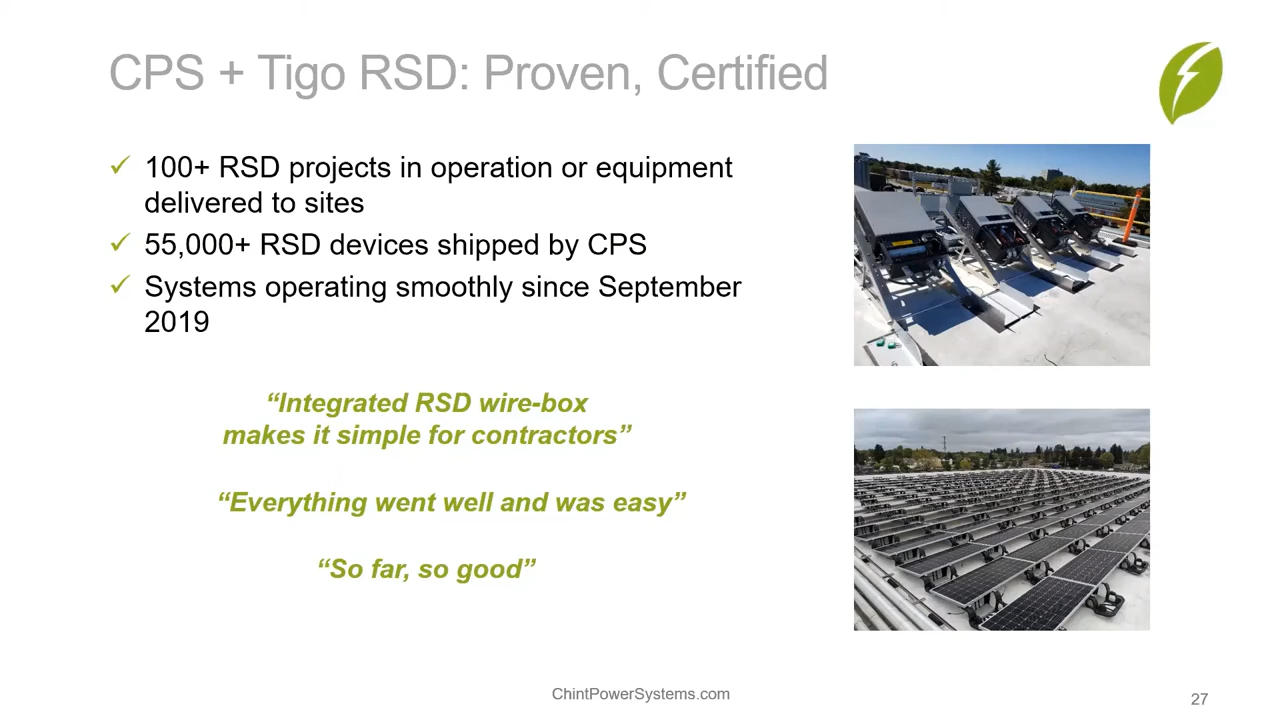 CPS + Tigo RSD: Proven, Certified
✓ 100+ RSD projects in operation or equipment
delivered to sites
✓ 55,000+ RSD devices shipped by CPS
✓ Systems operating smoothly since September
2019
“Integrated RSD wire-box
makes it simple for contractors”
“Everything went well and was easy”
“So far, so good”
ChintPowerSystems.com
27